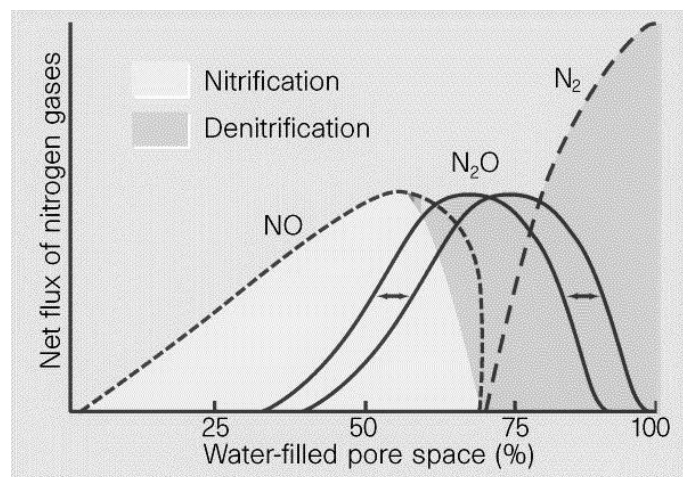 Net flux of nitrogen gases
Nitrification
Denitrification
NO
N₂O
N₂
25
50
75
100
Water-filled pore space (%)